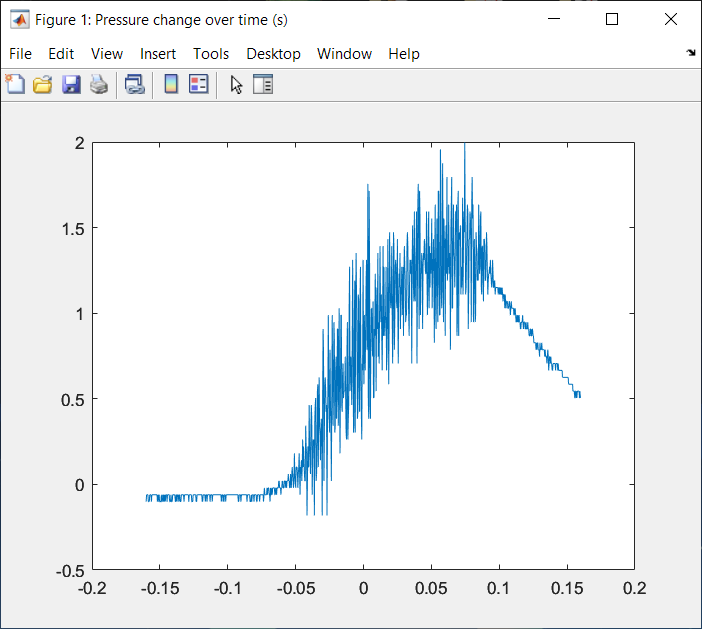 Figure 1: Pressure change over time (s)
File Edit View Insert Tools Desktop Window Help
2
1.5
1
0.5
0
-0.5
-0.2 -0.15 -0.1 -0.05 0 0.05 0.1 0.15 0.2